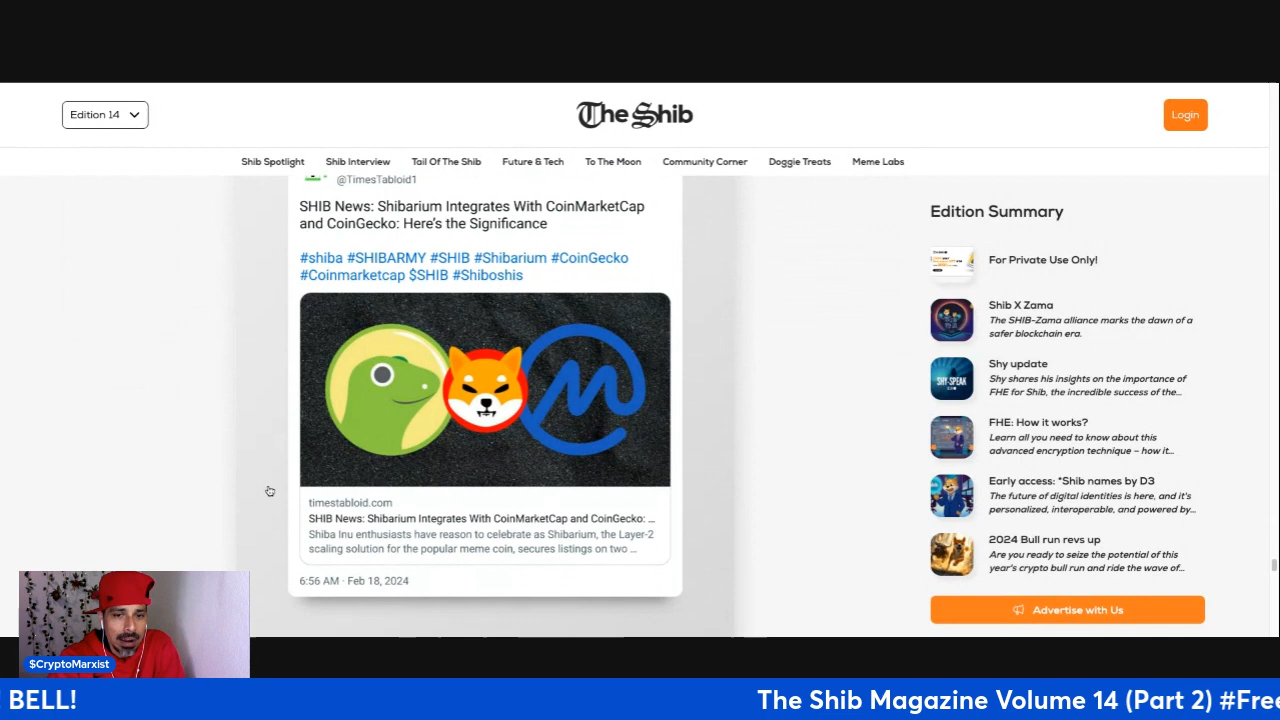 Edition 14
The Shib
Login
Shib Spotlight
Shib Interview
Tail Of The Shib
Future & Tech
To The Moon
Community Corner
Doggie Treats
Meme Labs
@TimesTabloid1
SHIB News: Shibarium Integrates With CoinMarketCap
and CoinGecko: Here's the Significance
#shiba #SHIBARMY #SHIB #Shibarium #CoinGecko
#Coinmarketcap $SHIB #Shiboshis
timestabloid.com
SHIB News: Shibarium Integrates With CoinMarketCap and CoinGecko: ...
Shiba Inu enthusiasts have reason to celebrate as Shibarium, the Layer-2
scaling solution for the popular meme coin, secures listings on two ...
6:56 AM · Feb 18, 2024
Edition Summary
For Private Use Only!
Shib X Zama
The SHIB-Zama alliance marks the dawn of a
safer blockchain era.
SHY-SPEAK
Shy update
Shy shares his insights on the importance of
FHE for Shib, the incredible success of the...
FHE: How it works?
Learn all you need to know about this
advanced encryption technique – how it...
Early access: *Shib names by D3
The future of digital identities is here, and it's
personalized, interoperable, and powered by...
2024 Bull run revs up
Are you ready to seize the potential of this
year's crypto bull run and ride the wave of...
Advertise with Us
$CryptoMarxist
BELL!
The Shib Magazine Volume 14 (Part 2) #Free